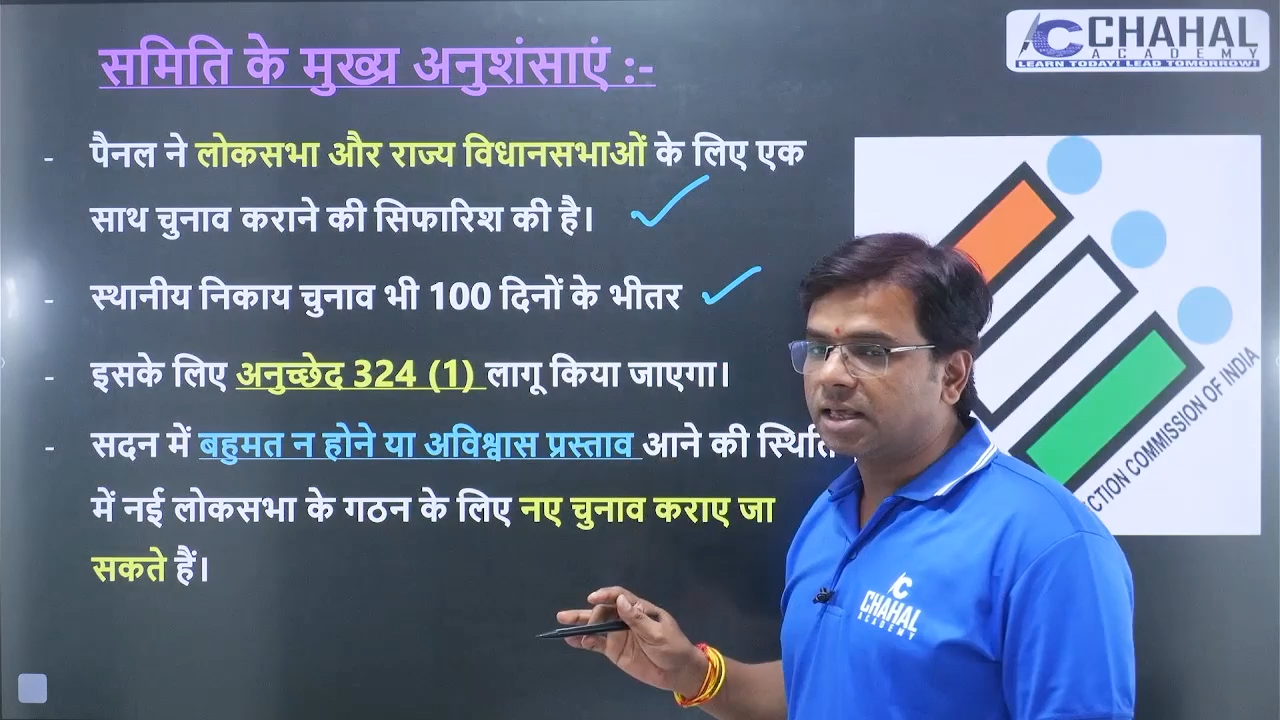 समिति के मुख्य अनुशंसाएं :-
CHAHAL
ACADEMY
LEARN TODAY! LEAD TOMORROW!
- पैनल ने लोकसभा और राज्य विधानसभाओं के लिए एक
साथ चुनाव कराने की सिफारिश की है।
- स्थानीय निकाय चुनाव भी 100 दिनों के भीतर
- इसके लिए अनुच्छेद 324 (1) लागू किया जाएगा।
- सदन में बहुमत न होने या अविश्वास प्रस्ताव आने की स्थिति
में नई लोकसभा के गठन के लिए नए चुनाव कराए जा
सकते हैं।
CTION COMMISSION OF INDIA
CHAHAL
ACADEMY